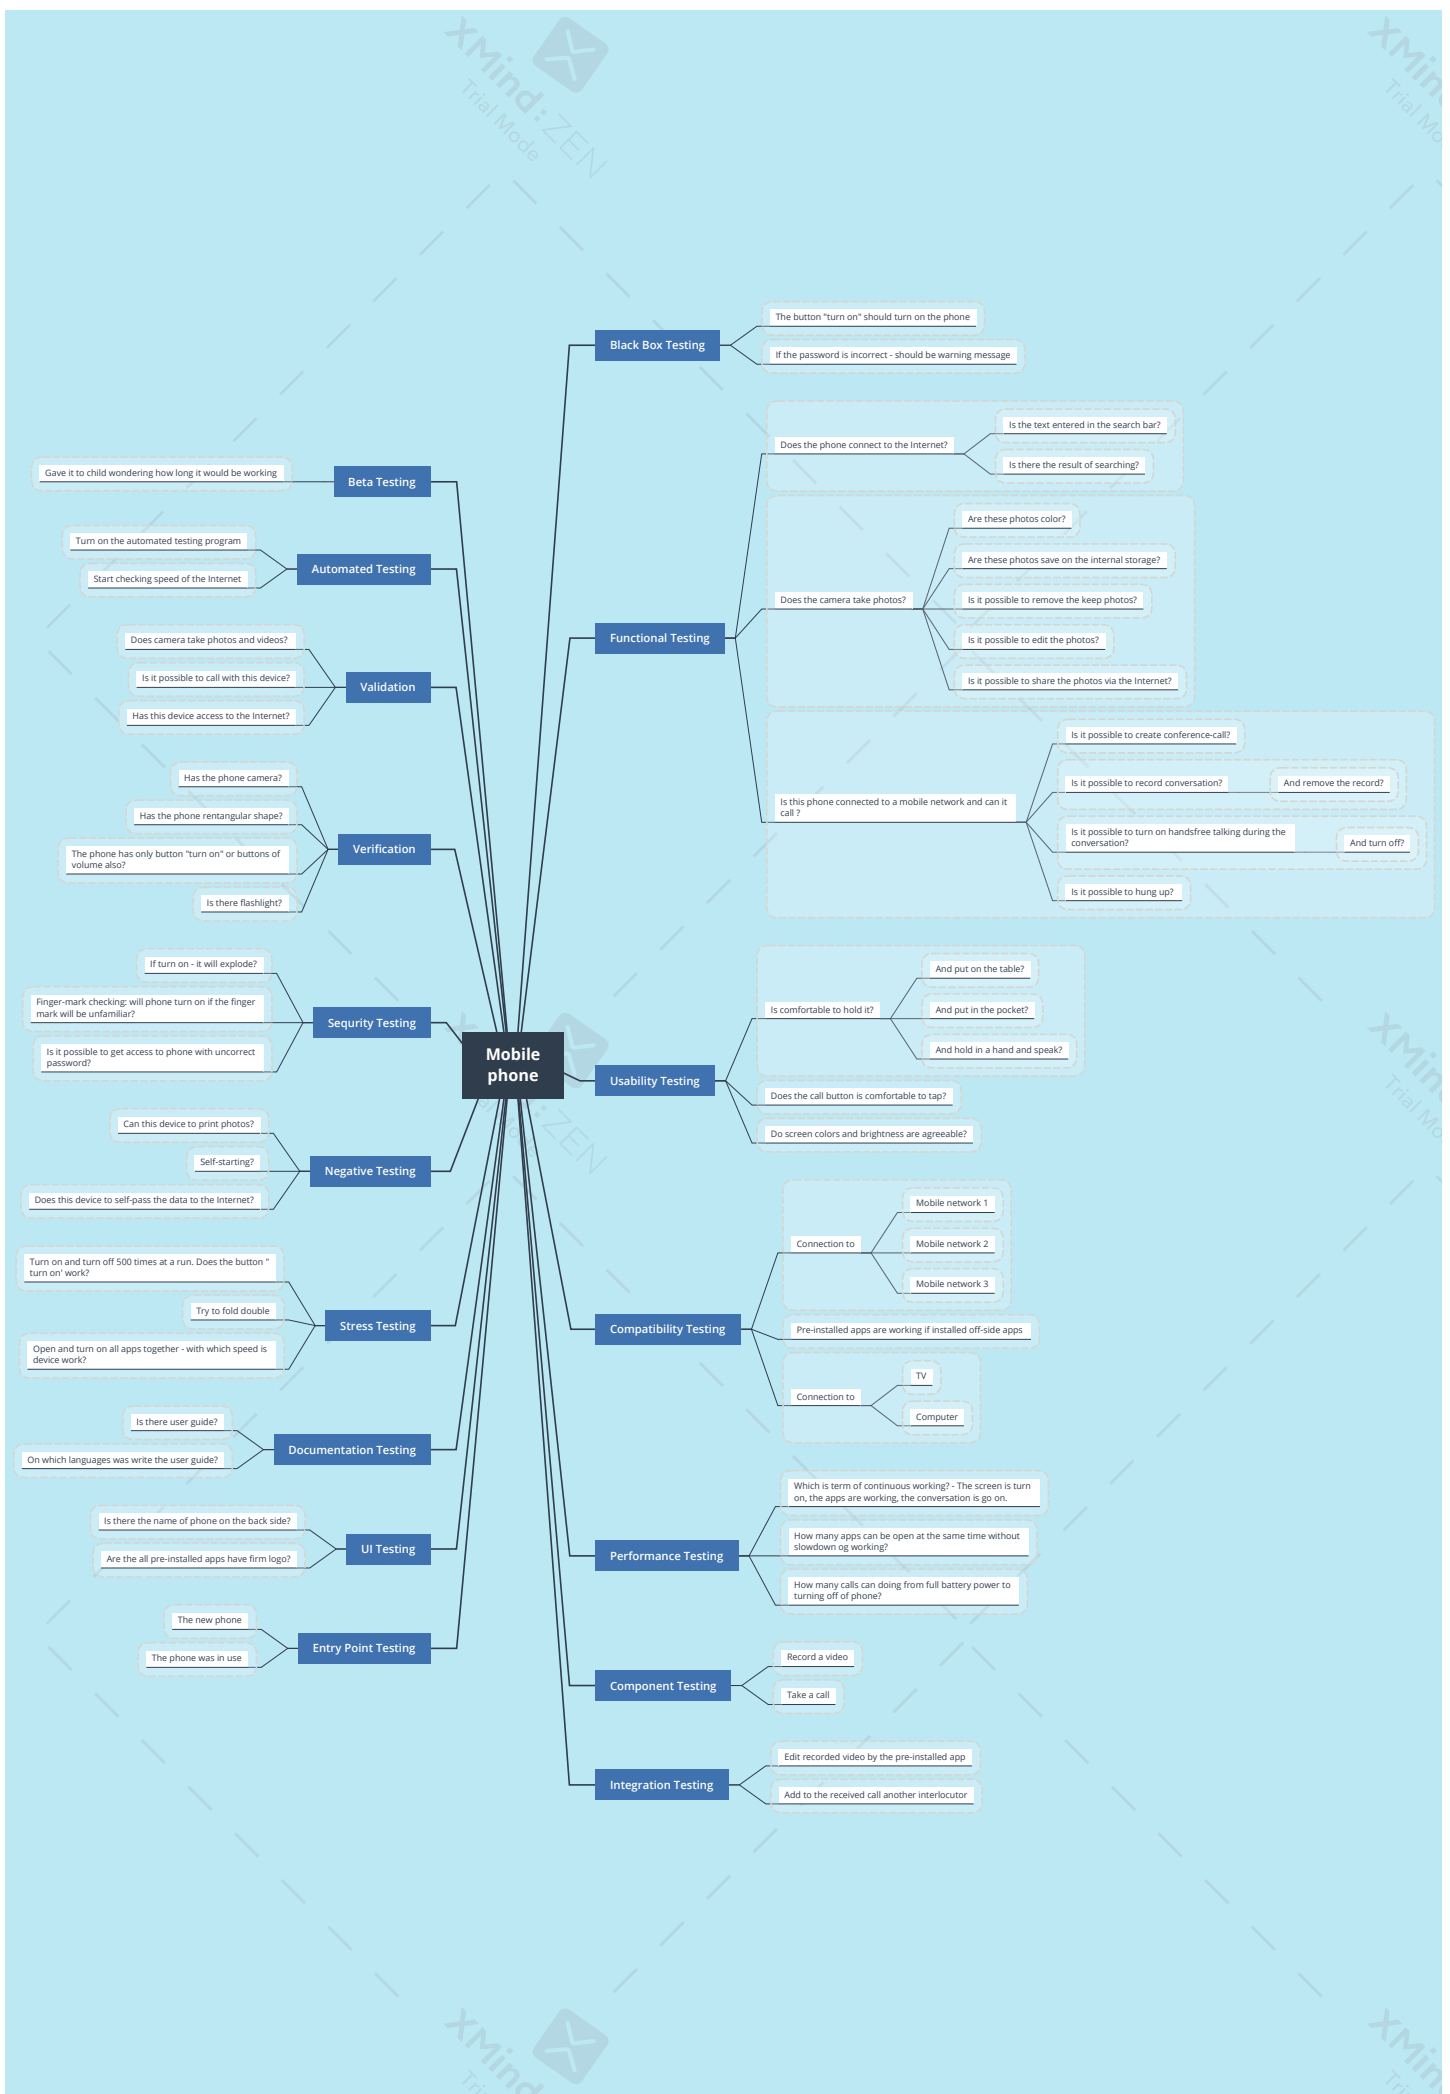 XMind:ZEN
Trial Mode
Mobile
phone
Black Box Testing
The button "turn on" should turn on the phone
If the password is incorrect - should be warning message
Functional Testing
Does the phone connect to the Internet?
Is the text entered in the search bar?
Is there the result of searching?
Does the camera take photos?
Are these photos color?
Are these photos save on the internal storage?
Is it possible to remove the keep photos?
Is it possible to edit the photos?
Is it possible to share the photos via the Internet?
Is this phone connected to a mobile network and can it
call ?
Is it possible to create conference-call?
Is it possible to record conversation?
And remove the record?
Is it possible to turn on handsfree talking during the
conversation?
And turn off?
Is it possible to hung up?
Usability Testing
Is comfortable to hold it?
And put on the table?
And put in the pocket?
And hold in a hand and speak?
Does the call button is comfortable to tap?
Do screen colors and brightness are agreeable?
Compatibility Testing
Connection to
Mobile network 1
Mobile network 2
Mobile network 3
Pre-installed apps are working if installed off-side apps
Connection to
TV
Computer
Performance Testing
Which is term of continuous working? - The screen is turn
on, the apps are working, the conversation is go on.
How many apps can be open at the same time without
slowdown og working?
How many calls can doing from full battery power to
turning off of phone?
Component Testing
Record a video
Take a call
Integration Testing
Edit recorded video by the pre-installed app
Add to the received call another interlocutor
Beta Testing
Gave it to child wondering how long it would be working
Automated Testing
Turn on the automated testing program
Start checking speed of the Internet
Validation
Does camera take photos and videos?
Is it possible to call with this device?
Has this device access to the Internet?
Verification
Has the phone camera?
Has the phone rentangular shape?
The phone has only button "turn on" or buttons of
volume also?
Is there flashlight?
Sequrity Testing
If turn on - it will explode?
Finger-mark checking: will phone turn on if the finger
mark will be unfamiliar?
Is it possible to get access to phone with uncorrect
password?
Negative Testing
Can this device to print photos?
Self-starting?
Does this device to self-pass the data to the Internet?
Stress Testing
Turn on and turn off 500 times at a run. Does the button "
turn on' work?
Try to fold double
Open and turn on all apps together - with which speed is
device work?
Documentation Testing
Is there user guide?
On which languages was write the user guide?
UI Testing
Is there the name of phone on the back side?
Are the all pre-installed apps have firm logo?
Entry Point Testing
The new phone
The phone was in use